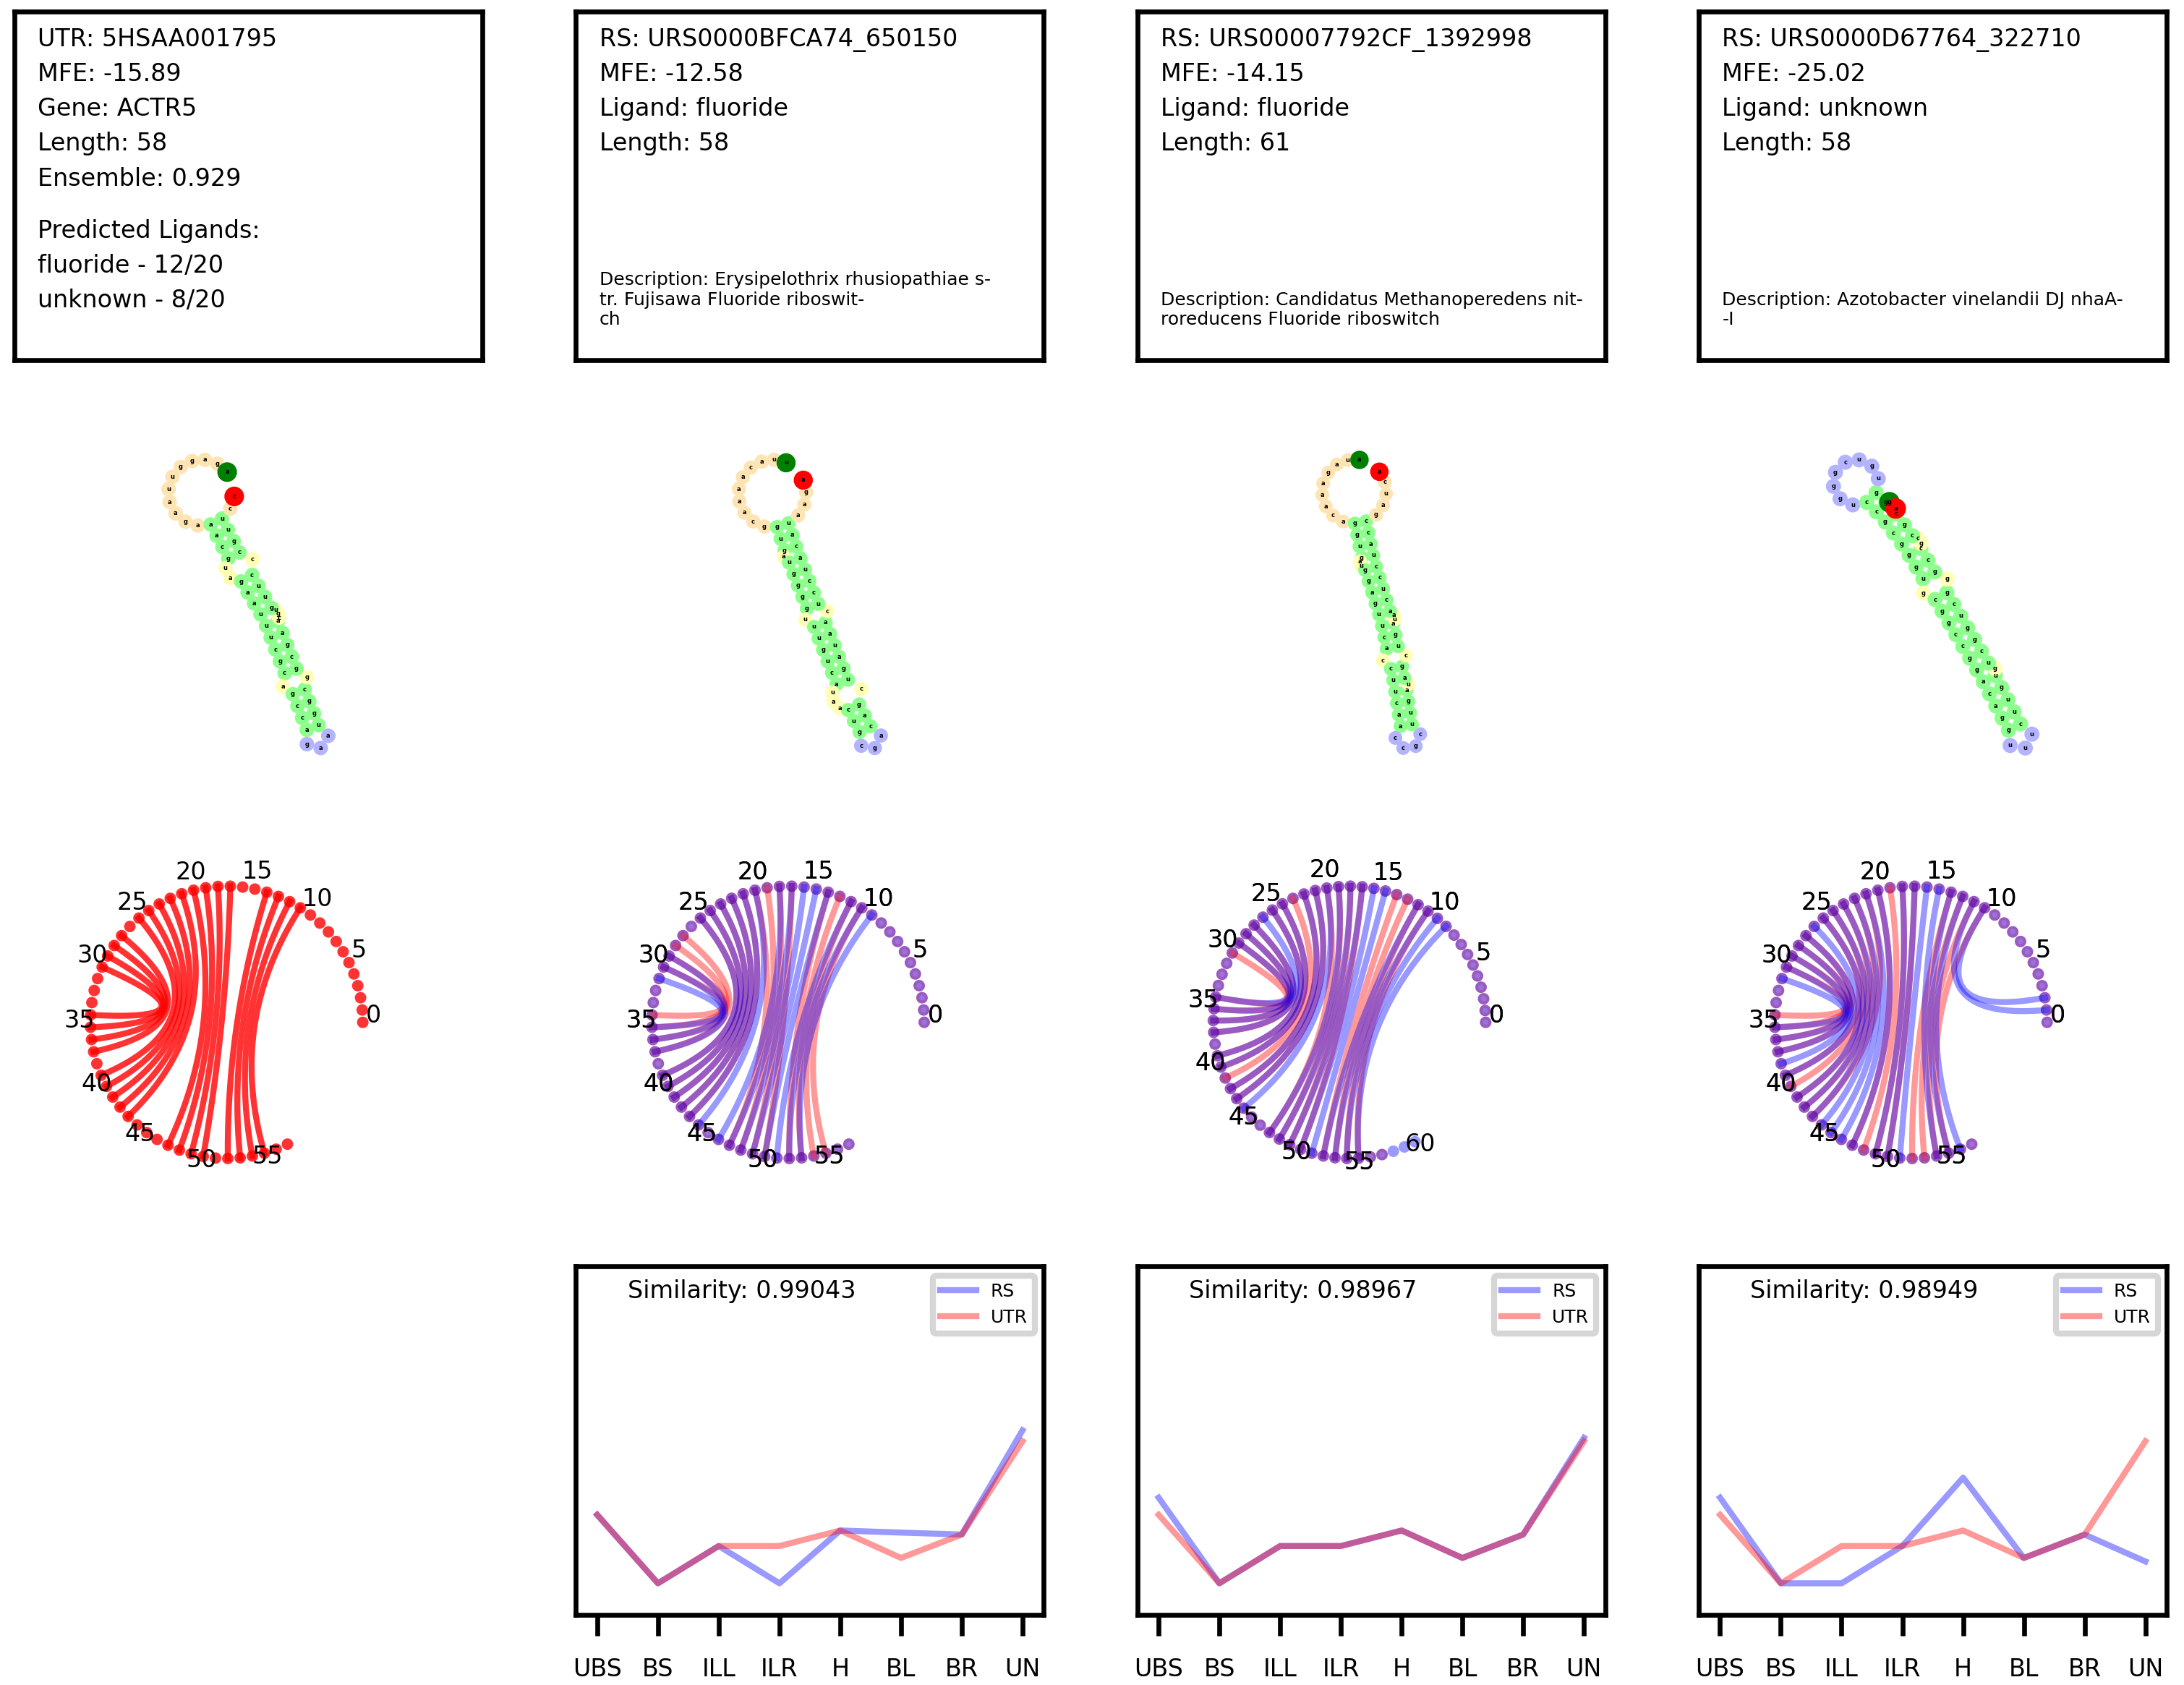 UTR: 5HSAA001795
MFE: -15.89
Gene: ACTR5
Length: 58
Ensemble: 0.929
Predicted Ligands:
fluoride - 12/20
unknown - 8/20
RS: URS0000BFCA74_650150
MFE: -12.58
Ligand: fluoride
Length: 58
Description: Erysipelothrix rhusiopathiae s-
tr. Fujisawa Fluoride riboswit-
ch
RS: URS00007792CF_1392998
MFE: -14.15
Ligand: fluoride
Length: 61
Description: Candidatus Methanoperedens nit-
roreducens Fluoride riboswitch
RS: URS0000D67764_322710
MFE: -25.02
Ligand: unknown
Length: 58
Description: Azotobacter vinelandii DJ nhaA-
-I
0
5
10
15
20
25
30
35
40
45
50
55
0
5
10
15
20
25
30
35
40
45
50
55
0
5
10
15
20
25
30
35
40
45
50
55
60
0
5
10
15
20
25
30
35
40
45
50
55
Similarity: 0.99043
RS
UTR
UBS BS ILL ILR H BL BR UN
Similarity: 0.98967
RS
UTR
UBS BS ILL ILR H BL BR UN
Similarity: 0.98949
RS
UTR
UBS BS ILL ILR H BL BR UN